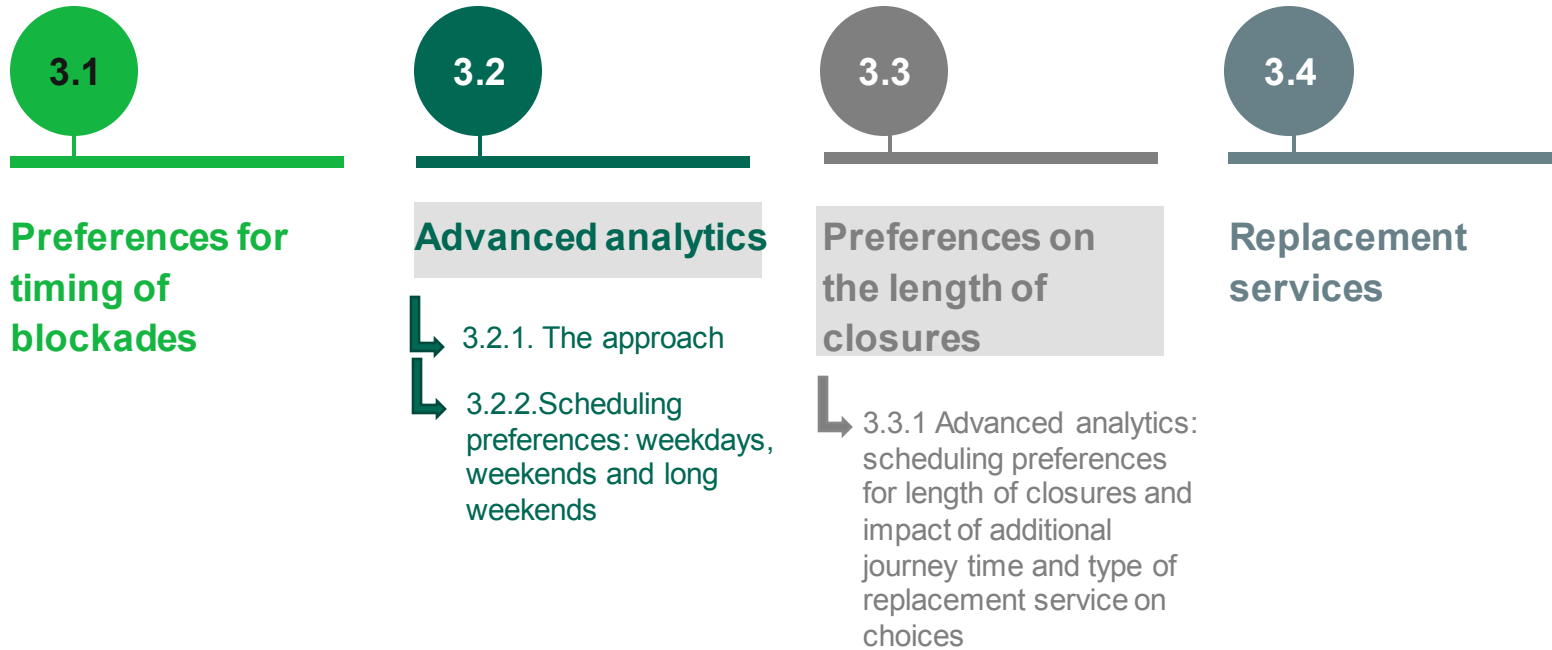 3.1
Preferences for
timing of
blockades
3.2
Advanced analytics
3.2.1. The approach
3.2.2.Scheduling
preferences: weekdays,
weekends and long
weekends
3.3
Preferences on
the length of
closures
3.3.1 Advanced analytics:
scheduling preferences
for length of closures and
impact of additional
journey time and type of
replacement service on
choices
3.4
Replacement
services